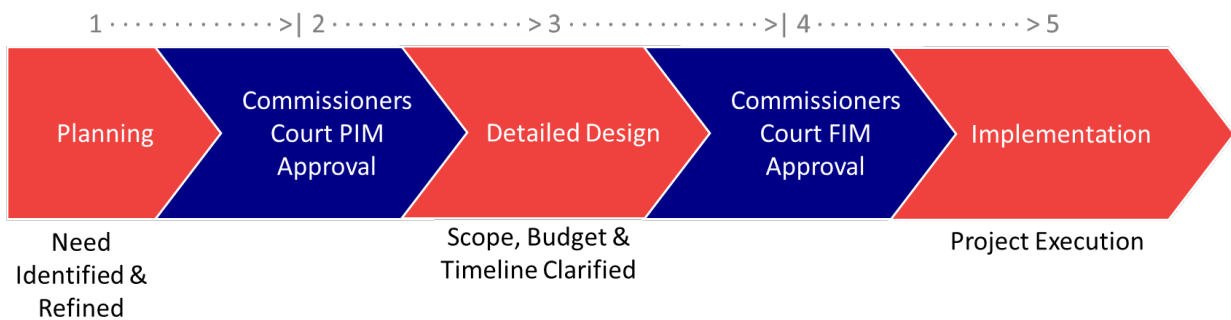 1 ············ >| 2 ············ > 3 ············ >| 4 ············ > 5
Planning
Commissioners
Court PIM
Approval
Detailed Design
Commissioners
Court FIM
Approval
Implementation
Need
Identified &
Refined
Scope, Budget &
Timeline Clarified
Project Execution